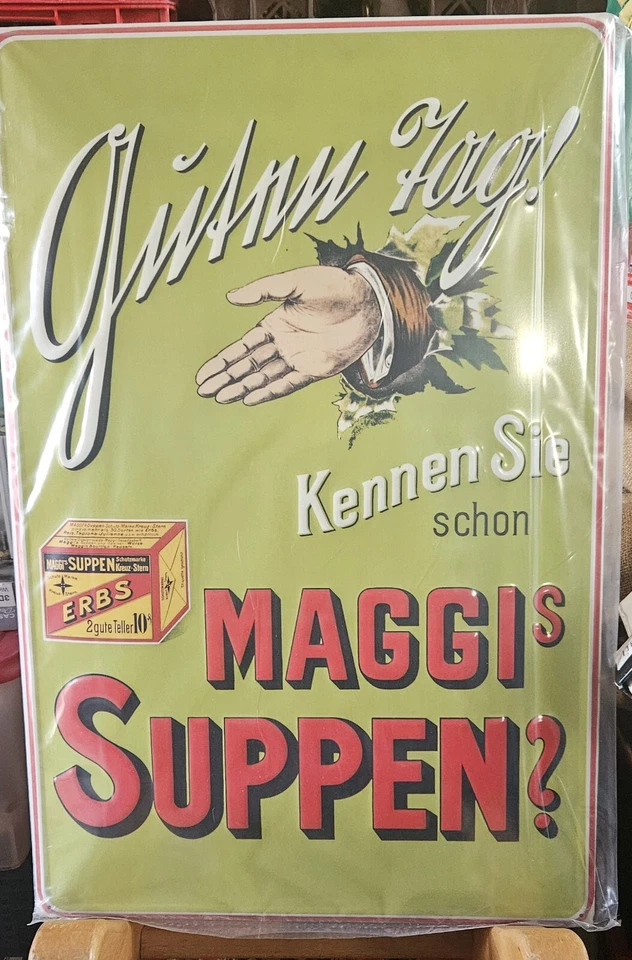 Guten Tag!
Kennen Sie
schon
MAGGI'S SUPPEN Schutzmarke
Kreuz-Stern
ERBS
2 gute Teller 10
MAGGIS
SUPPEN?